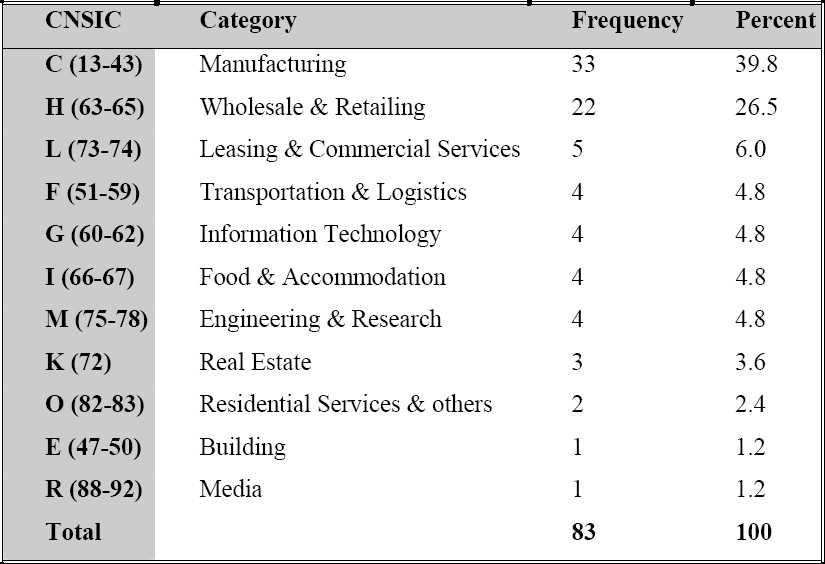 CNSIC Category Frequency Percent
C (13-43) Manufacturing 33 39.8
H (63-65) Wholesale & Retailing 22 26.5
L (73-74) Leasing & Commercial Services 5 6.0
F (51-59) Transportation & Logistics 4 4.8
G (60-62) Information Technology 4 4.8
I (66-67) Food & Accommodation 4 4.8
M (75-78) Engineering & Research 4 4.8
K (72) Real Estate 3 3.6
O (82-83) Residential Services & others 2 2.4
E (47-50) Building 1 1.2
R (88-92) Media 1 1.2
Total 83 100